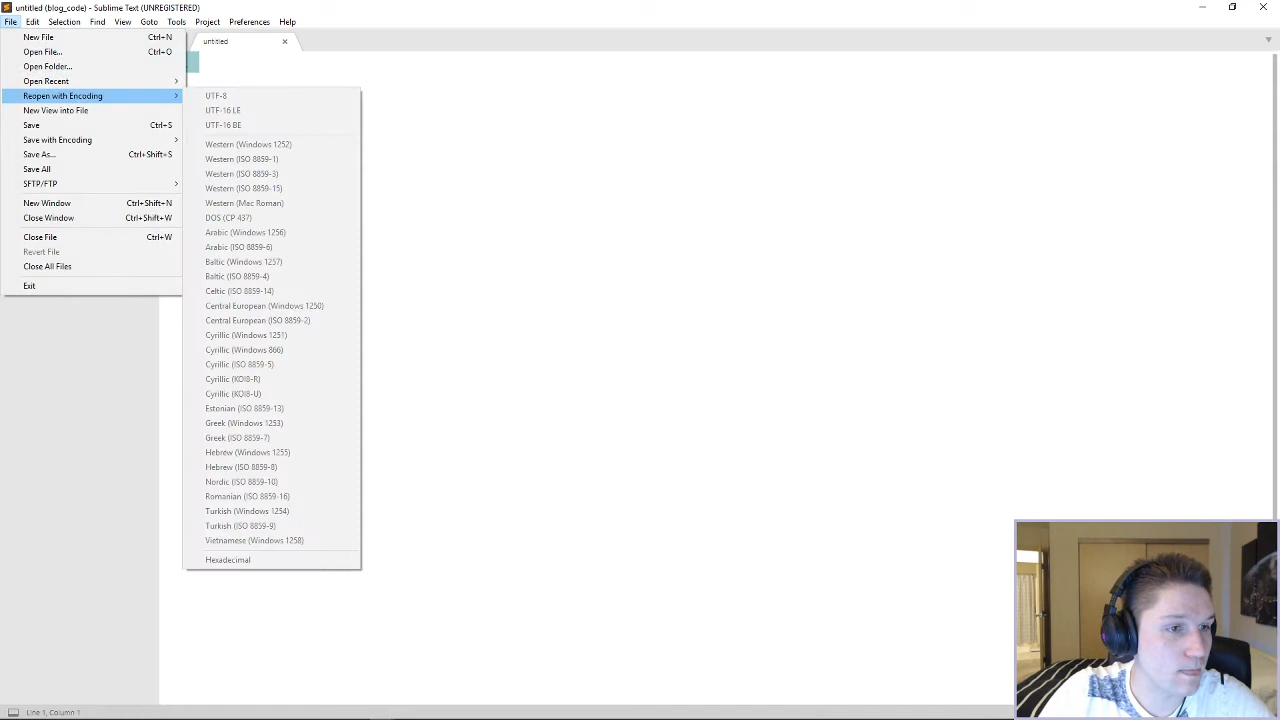 untitled (blog_code) - Sublime Text (UNREGISTERED)
File Edit Selection Find View Goto Tools Project Preferences Help
untitled
New File Ctrl+N
Open File... Ctrl+O
Open Folder...
Open Recent
Reopen with Encoding
New View into File
Save Ctrl+S
Save with Encoding
Save As... Ctrl+Shift+S
Save All
SFTP/FTP
New Window Ctrl+Shift+N
Close Window Ctrl+Shift+W
Close File Ctrl+W
Revert File
Close All Files
Exit
UTF-8
UTF-16 LE
UTF-16 BE
Western (Windows 1252)
Western (ISO 8859-1)
Western (ISO 8859-3)
Western (ISO 8859-15)
Western (Mac Roman)
DOS (CP 437)
Arabic (Windows 1256)
Arabic (ISO 8859-6)
Baltic (Windows 1257)
Baltic (ISO 8859-4)
Celtic (ISO 8859-14)
Central European (Windows 1250)
Central European (ISO 8859-2)
Cyrillic (Windows 1251)
Cyrillic (Windows 866)
Cyrillic (ISO 8859-5)
Cyrillic (KOI8-R)
Cyrillic (KOI8-U)
Estonian (ISO 8859-13)
Greek (Windows 1253)
Greek (ISO 8859-7)
Hebrew (Windows 1255)
Hebrew (ISO 8859-8)
Nordic (ISO 8859-10)
Romanian (ISO 8859-16)
Turkish (Windows 1254)
Turkish (ISO 8859-9)
Vietnamese (Windows 1258)
Hexadecimal
Line 1, Column 1